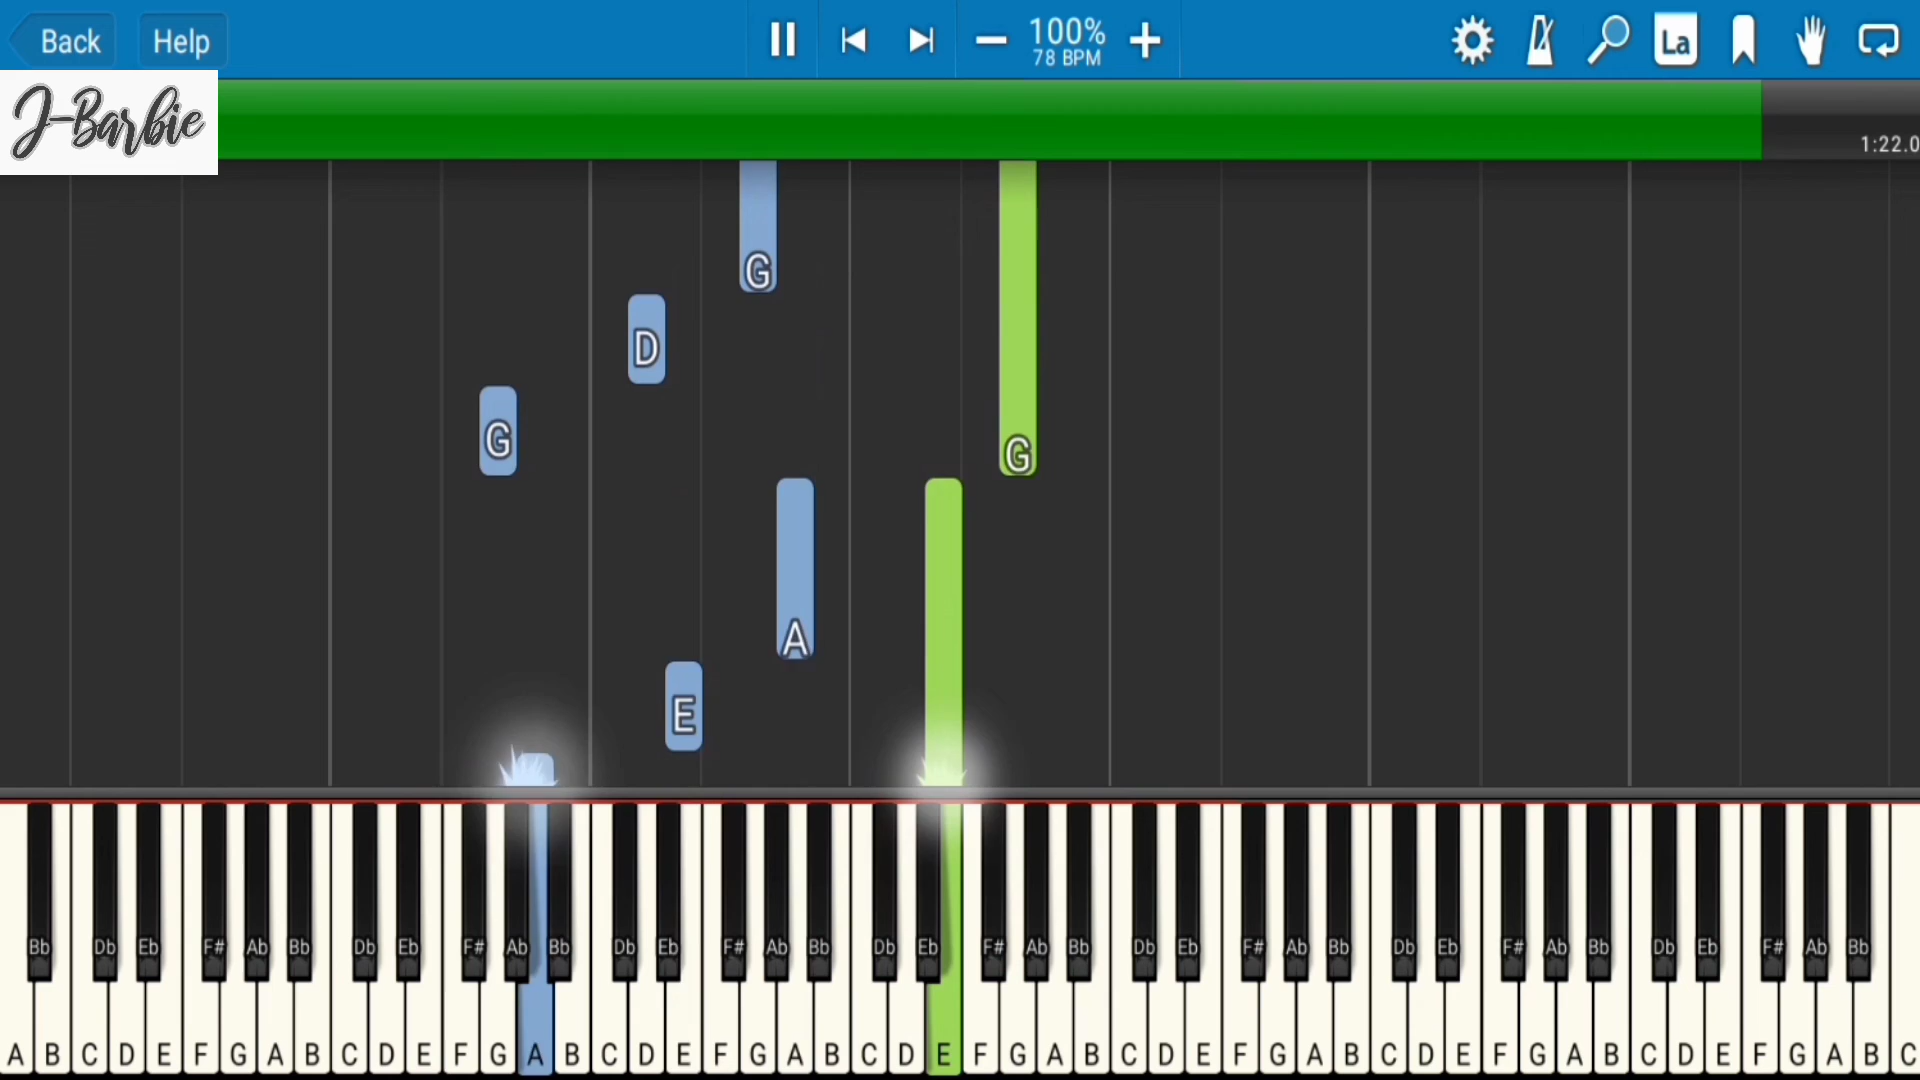 Back Help 100% La
78 BPM
J-Barbie
1:22.0
G
D
G
G
A
E
Bb Db Eb F# Ab Bb Db Eb F# Ab Bb Db Eb F# Ab Bb Db Eb F# Ab Bb Db Eb F# Ab Bb Db Eb F# Ab Bb Db Eb F# Ab Bb
A B C D E F G A B C D E F G A B C D E F G A B C D E F G A B C D E F G A B C D E F G A B C D E F G A B C